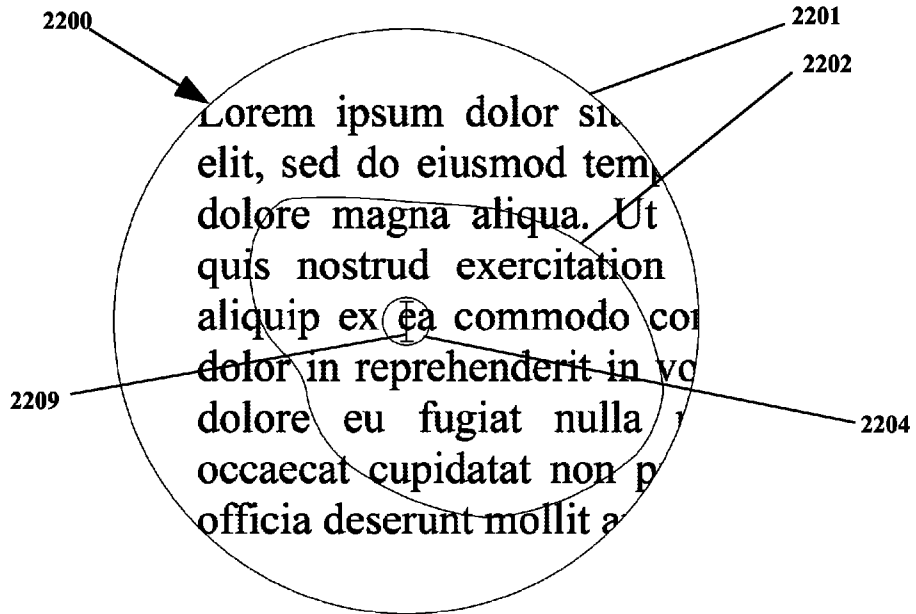 2200
2201
2202
Lorem ipsum dolor sit
elit, sed do eiusmod temp
dolore magna aliqua. Ut
quis nostrud exercitation
aliquip ex ea commodo con
dolor in reprehenderit in vo
2209
dolore eu fugiat nulla
2204
occaecat cupidatat non p
officia deserunt mollit a